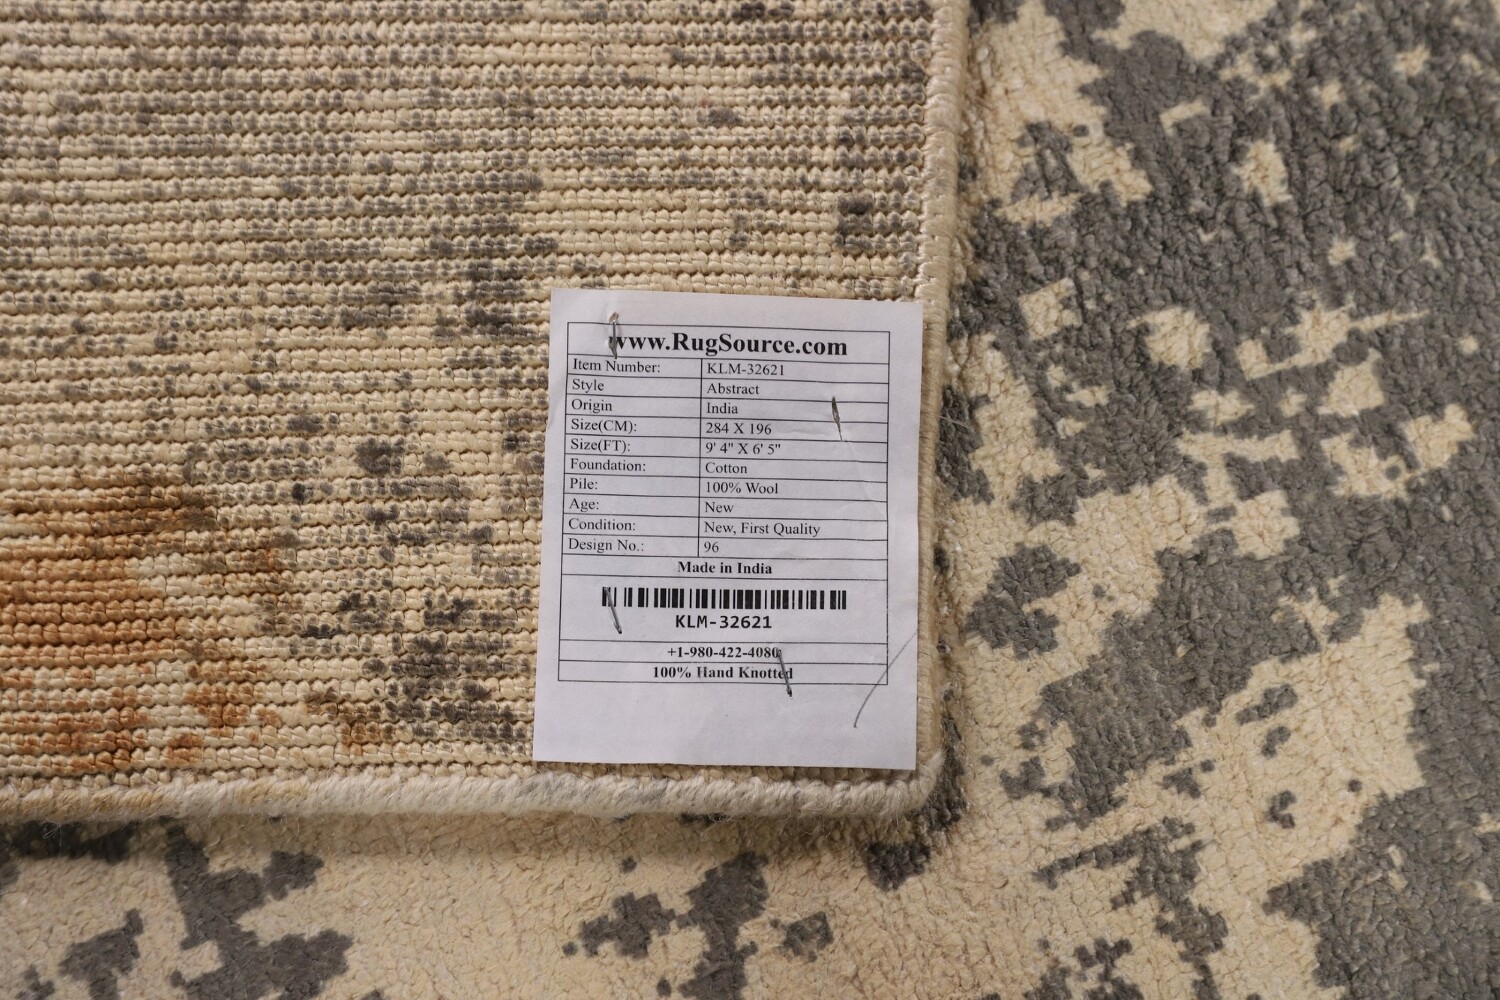 www.RugSource.com
Item Number: KLM-32621
Style Abstract
Origin India
Size(CM): 284 X 196
Size(FT): 9' 4" X 6' 5"
Foundation: Cotton
Pile: 100% Wool
Age: New
Condition: New, First Quality
Design No.: 96
Made in India
KLM-32621
+1-980-422-4080
100% Hand Knotted